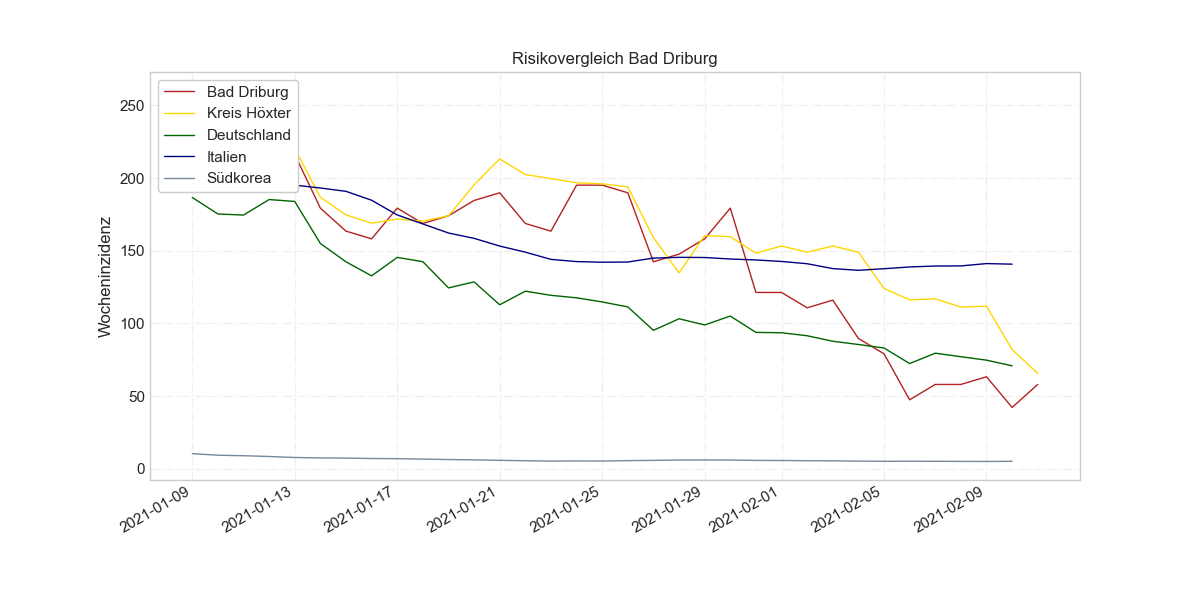 Risikovergleich Bad Driburg
Bad Driburg
Kreis Höxter
Deutschland
Italien
Südkorea
Wocheninzidenz
250
200
150
100
50
0
2021-01-09
2021-01-13
2021-01-17
2021-01-21
2021-01-25
2021-01-29
2021-02-01
2021-02-05
2021-02-09